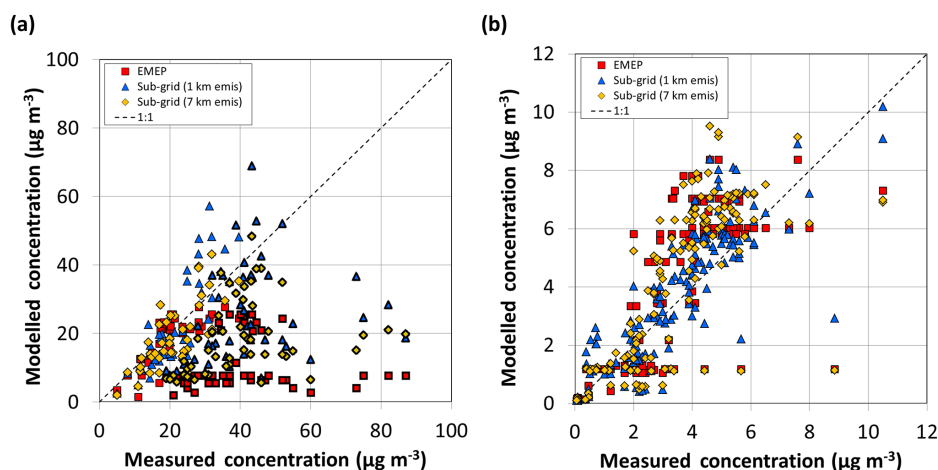 (a)
(b)
100
80
60
40
20
0
0 20 40 60 80 100
Modelled concentration (µg m⁻³)
Measured concentration (µg m⁻³)
EMEP
Sub-grid (1 km emis)
Sub-grid (7 km emis)
1:1
12
10
8
6
4
2
0
0 2 4 6 8 10 12
Modelled concentration (µg m⁻³)
Measured concentration (µg m⁻³)
EMEP
Sub-grid (1 km emis)
Sub-grid (7 km emis)
1:1